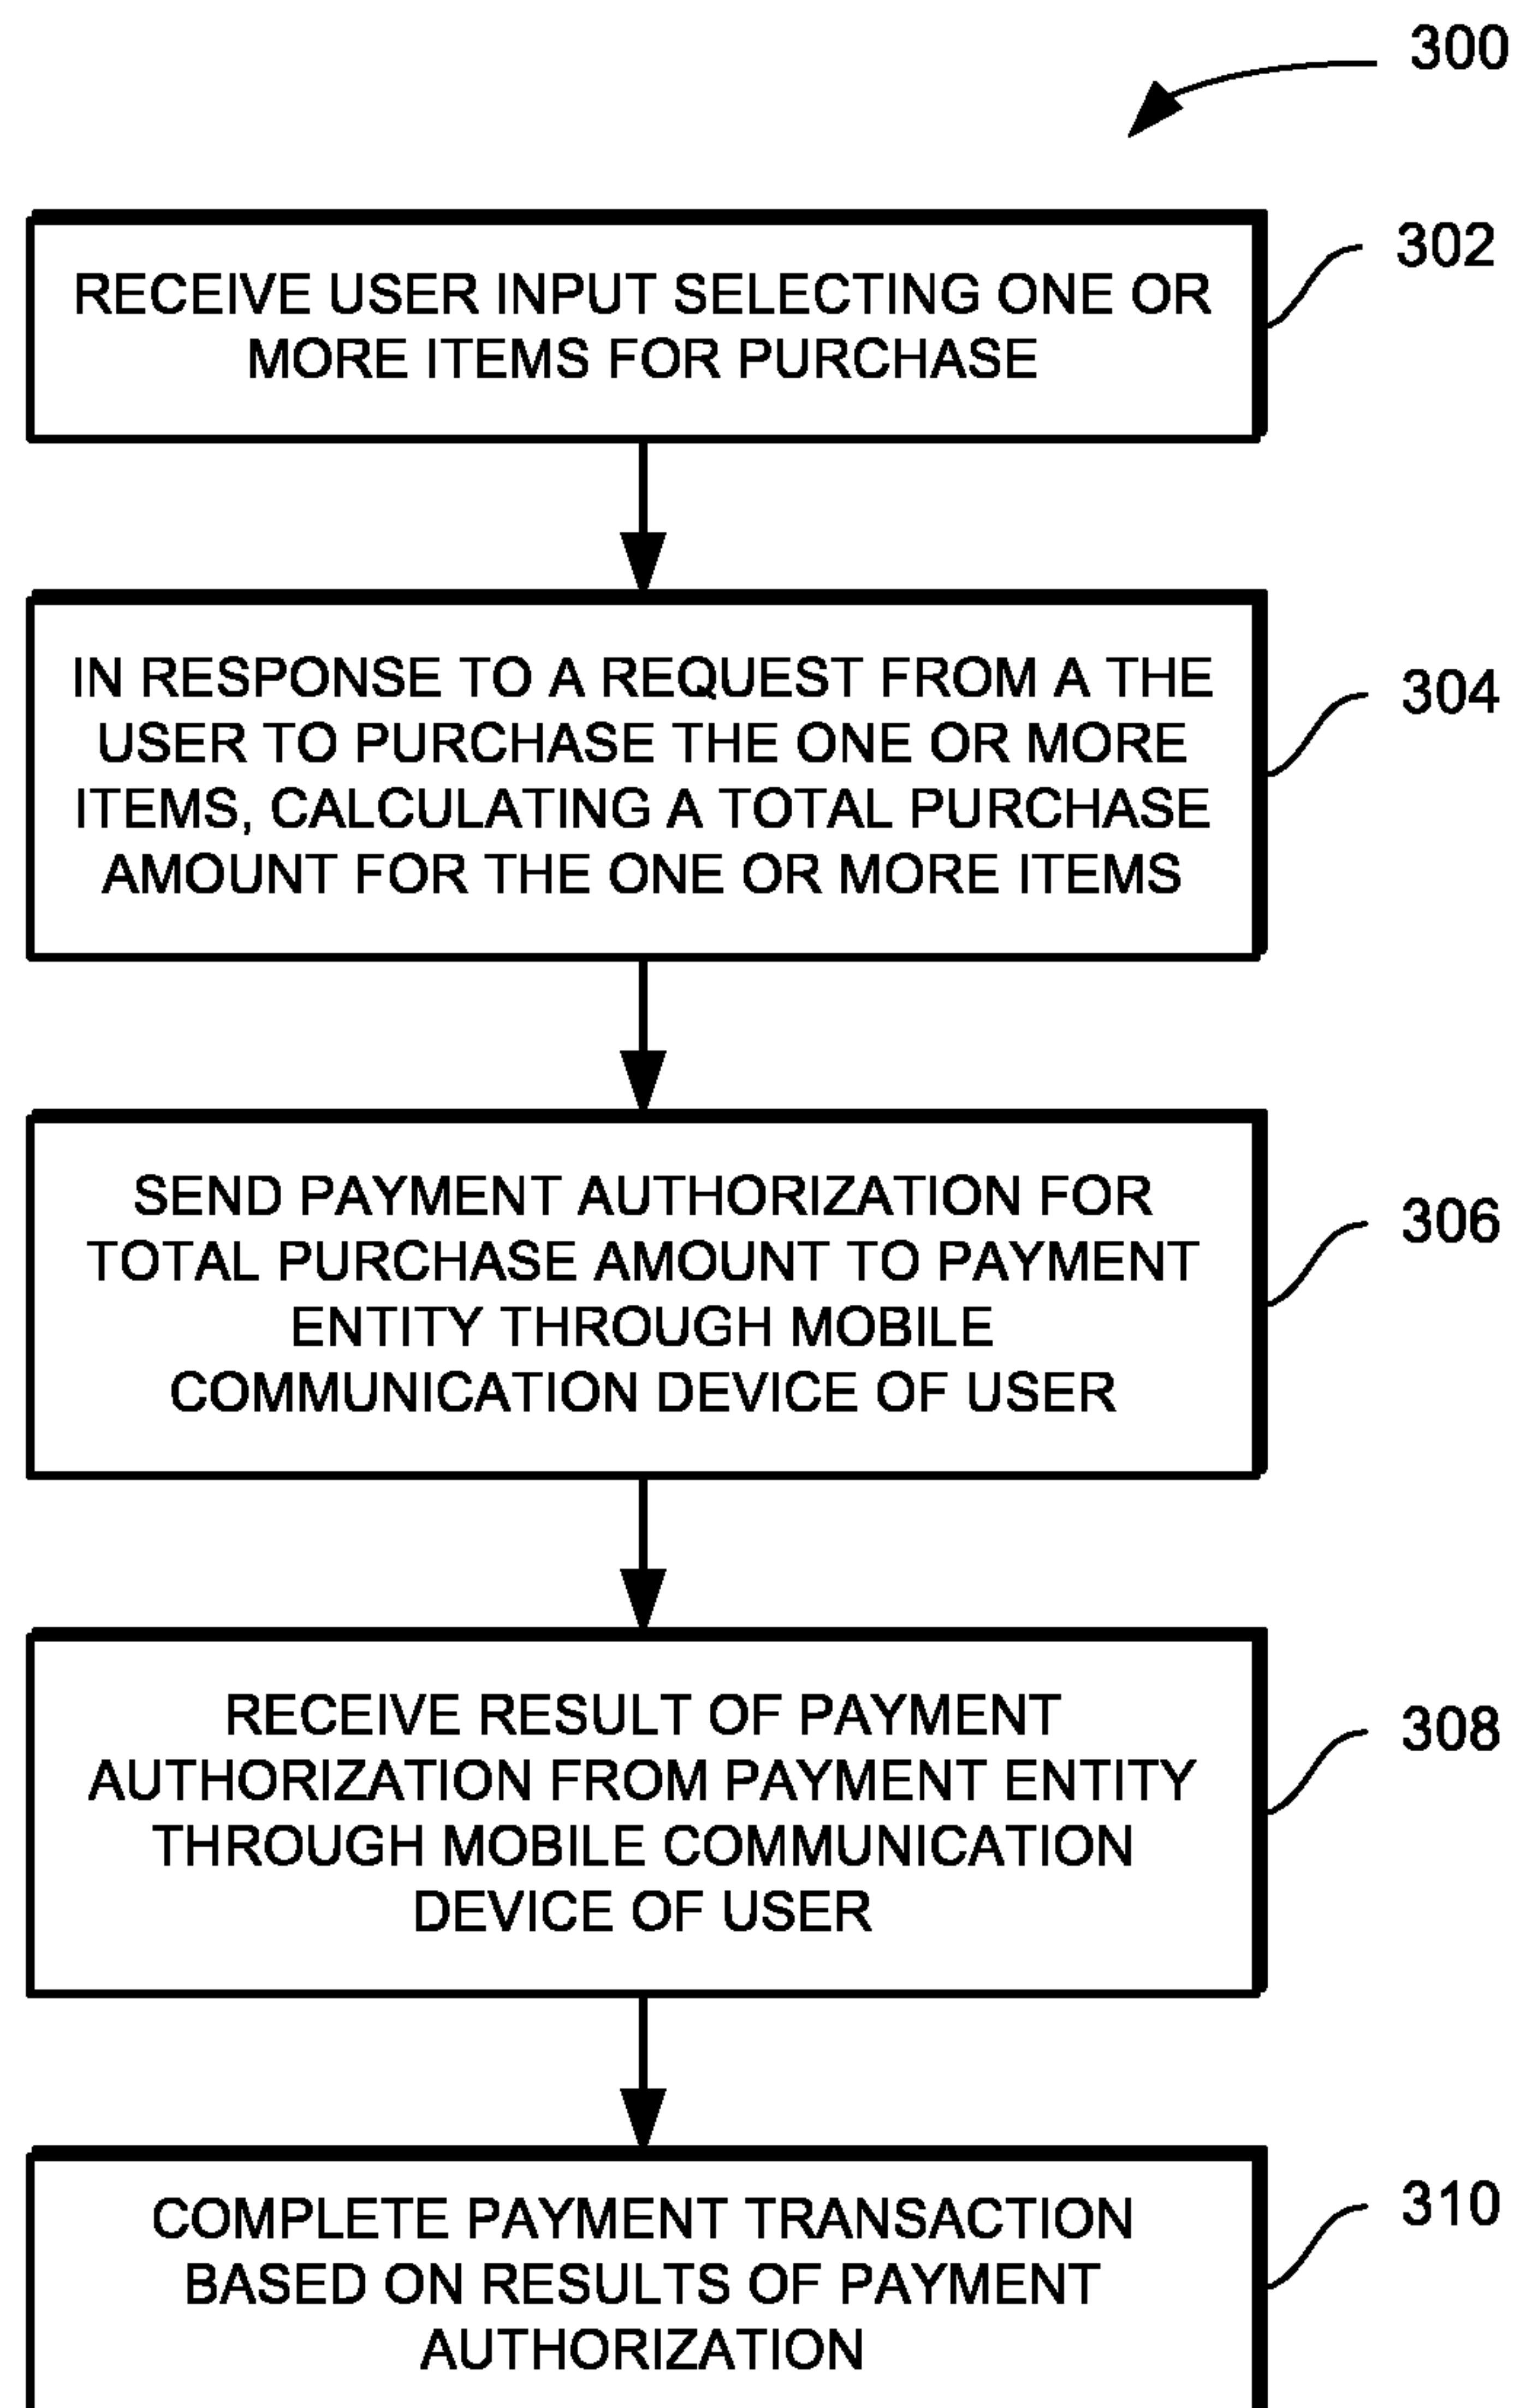 300
302
RECEIVE USER INPUT SELECTING ONE OR
MORE ITEMS FOR PURCHASE
IN RESPONSE TO A REQUEST FROM A THE
USER TO PURCHASE THE ONE OR MORE
ITEMS, CALCULATING A TOTAL PURCHASE
AMOUNT FOR THE ONE OR MORE ITEMS
304
SEND PAYMENT AUTHORIZATION FOR
TOTAL PURCHASE AMOUNT TO PAYMENT
ENTITY THROUGH MOBILE
COMMUNICATION DEVICE OF USER
306
RECEIVE RESULT OF PAYMENT
AUTHORIZATION FROM PAYMENT ENTITY
THROUGH MOBILE COMMUNICATION
DEVICE OF USER
308
COMPLETE PAYMENT TRANSACTION
BASED ON RESULTS OF PAYMENT
AUTHORIZATION
310